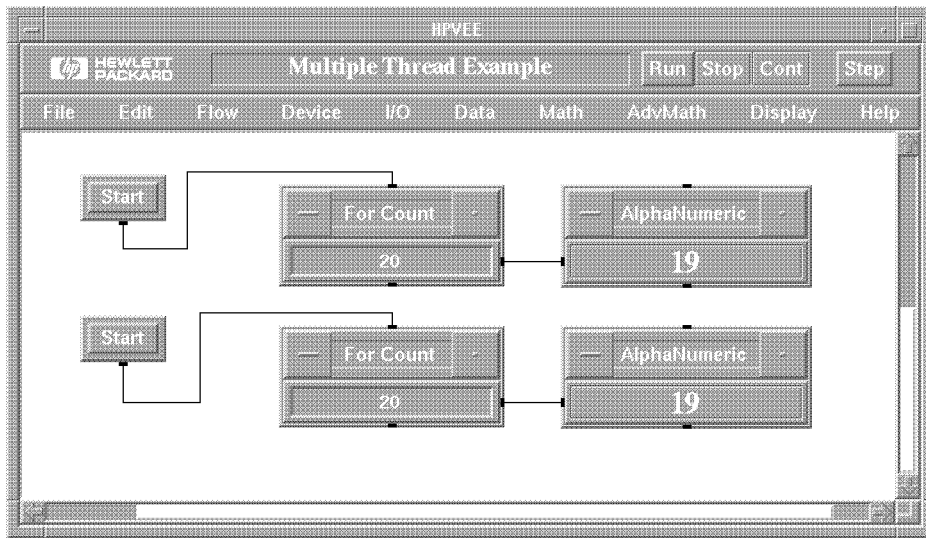 HPVEE
hp HEWLETT PACKARD Multiple Thread Example Run Stop Cont Step
File Edit Flow Device I/O Data Math AdvMath Display Help
Start For Count AlphaNumeric
20 19
Start For Count AlphaNumeric
20 19